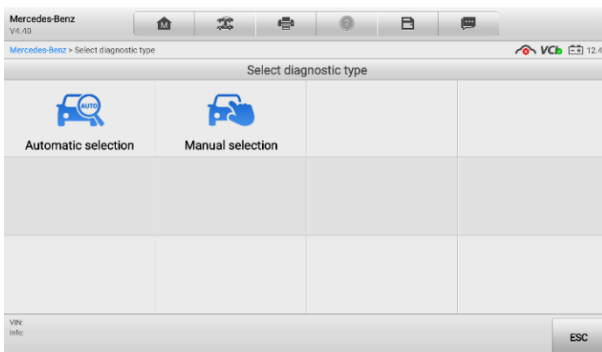 Mercedes-Benz
V4.40
M
?
Mercedes-Benz > Select diagnostic type
VCb 12.4
Select diagnostic type
AUTO
Automatic selection
Manual selection
VIN:
Info:
ESC